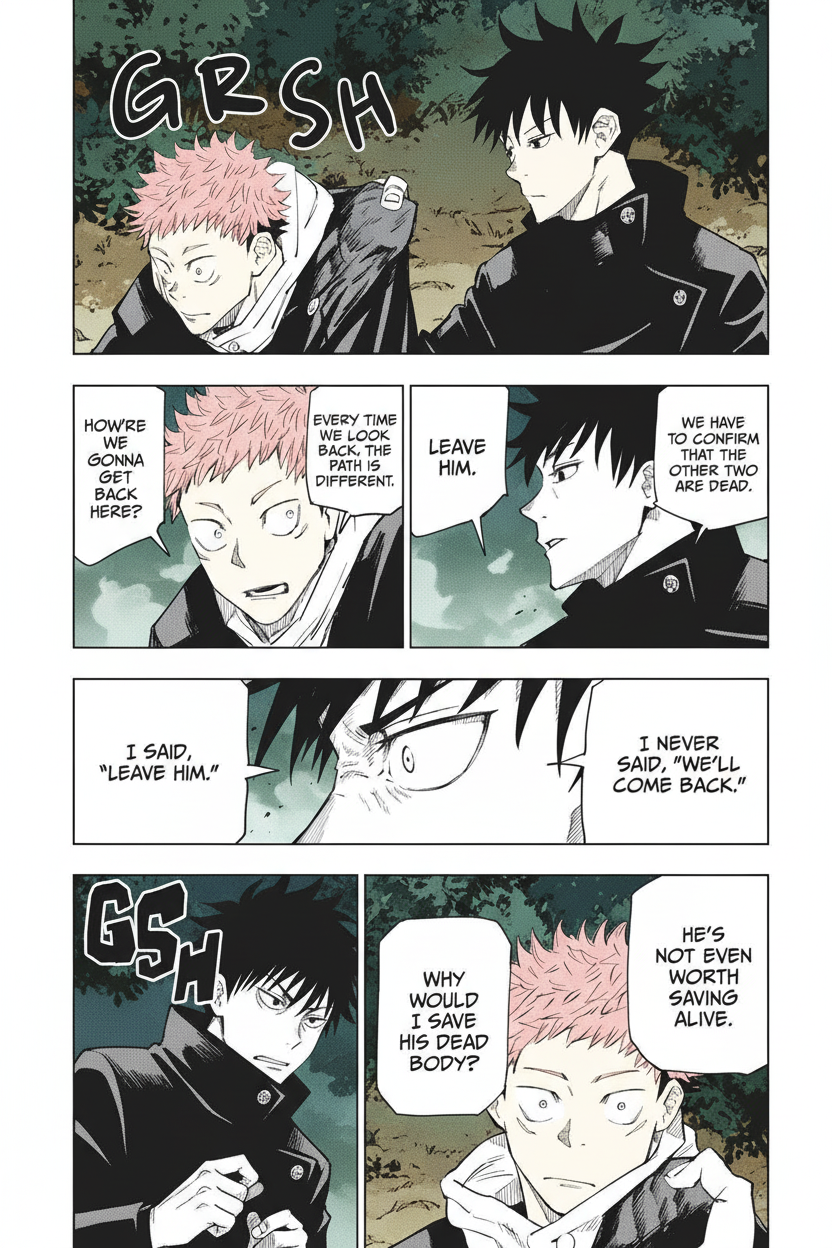 GRSH
WE HAVE
TO CONFIRM
THAT THE
OTHER TWO
ARE DEAD.
LEAVE
HIM.
EVERY TIME
WE LOOK
BACK, THE
PATH IS
DIFFERENT.
HOW'RE
WE
GONNA
GET
BACK
HERE?
I NEVER
SAID, "WE'LL
COME BACK."
I SAID,
"LEAVE HIM."
HE'S
NOT EVEN
WORTH
SAVING
ALIVE.
WHY
WOULD
I SAVE
HIS DEAD
BODY?
GSH